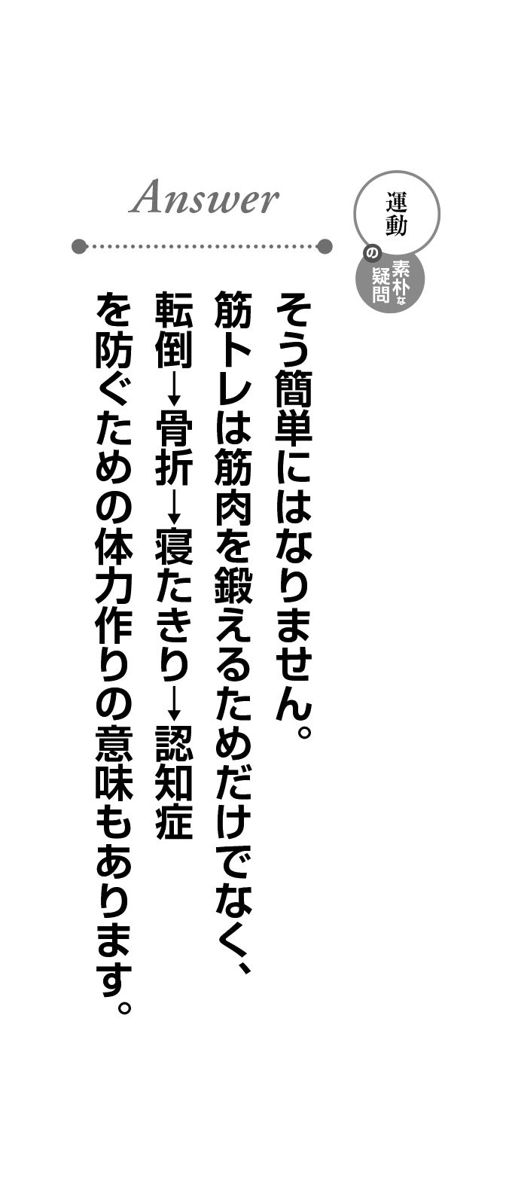 運動
の
素朴な
疑問
Answer
そう簡単にはなりません。
筋トレは筋肉を鍛えるためだけでなく、
転倒→骨折→寝たきり→認知症
を防ぐための体力作りの意味もあります。